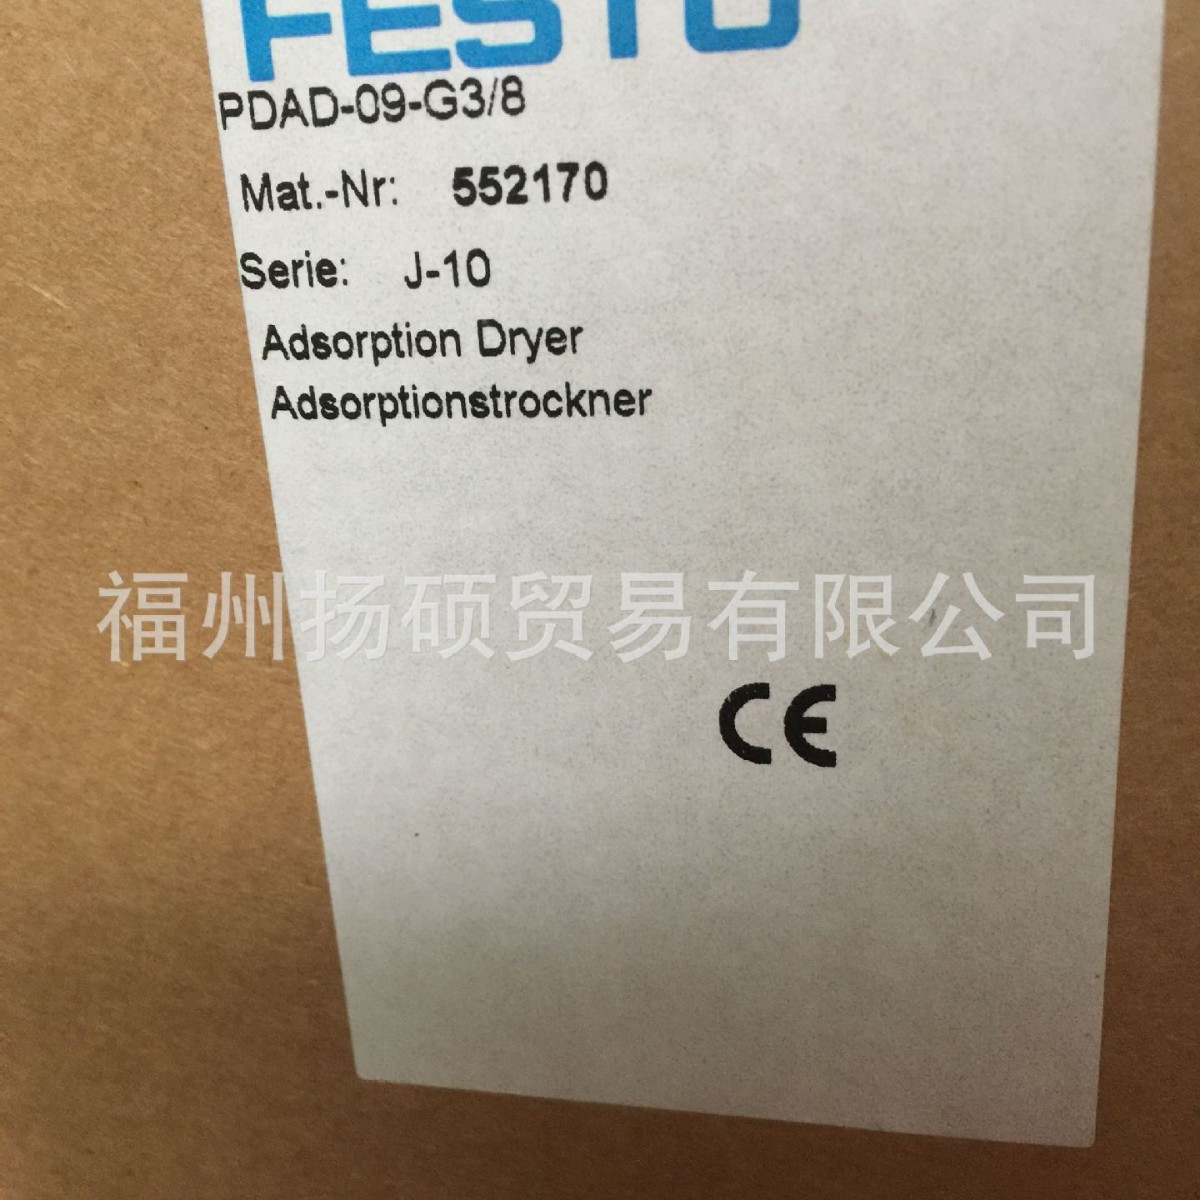 FESTO
PDAD-09-G3/8
Mat.-Nr: 552170
Serie: J-10
Adsorption Dryer
Adsorptionstrockner
福州扬硕贸易有限公司
CE